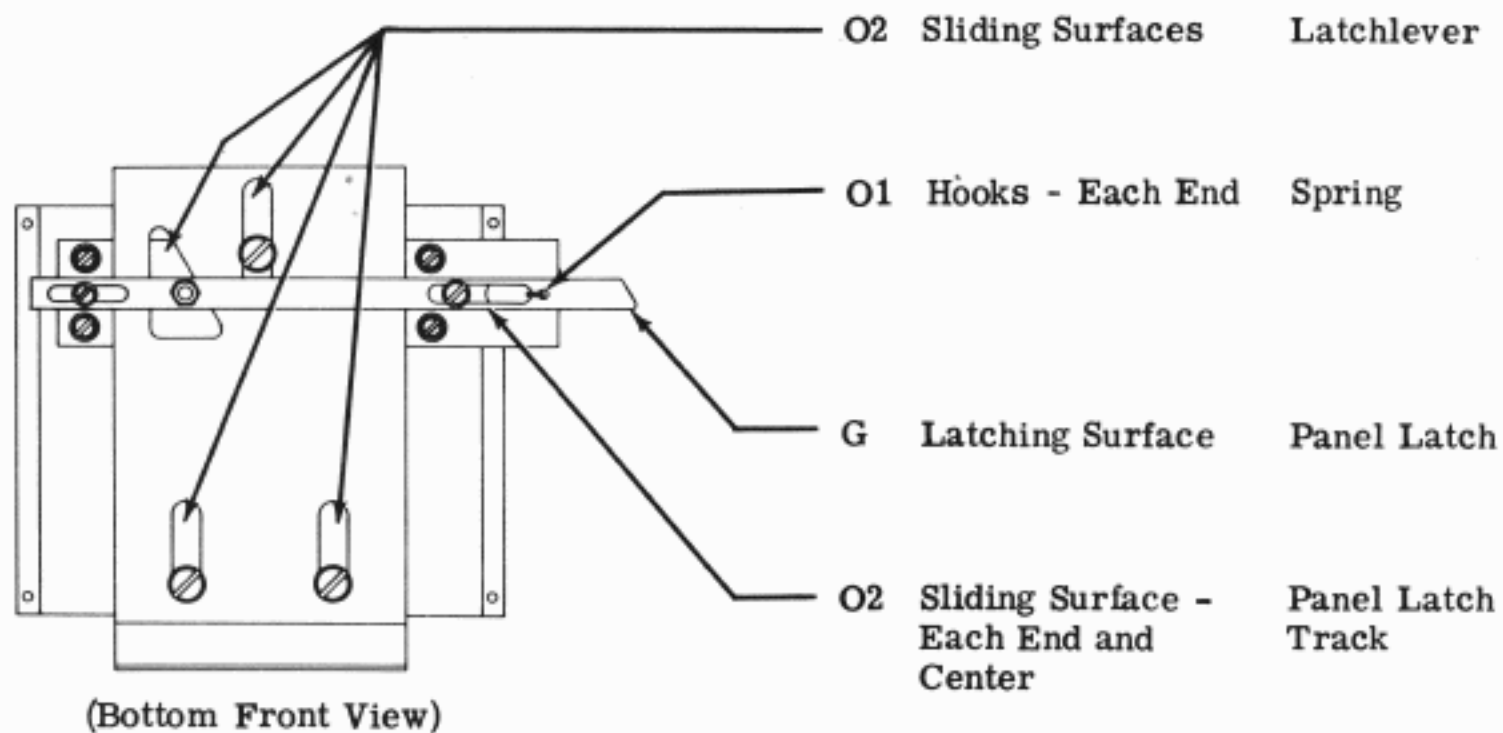 O2 Sliding Surfaces Latchlever
O1 Hooks - Each End Spring
G Latching Surface Panel Latch
O2 Sliding Surface - Panel Latch
Each End and Track
Center
(Bottom Front View)